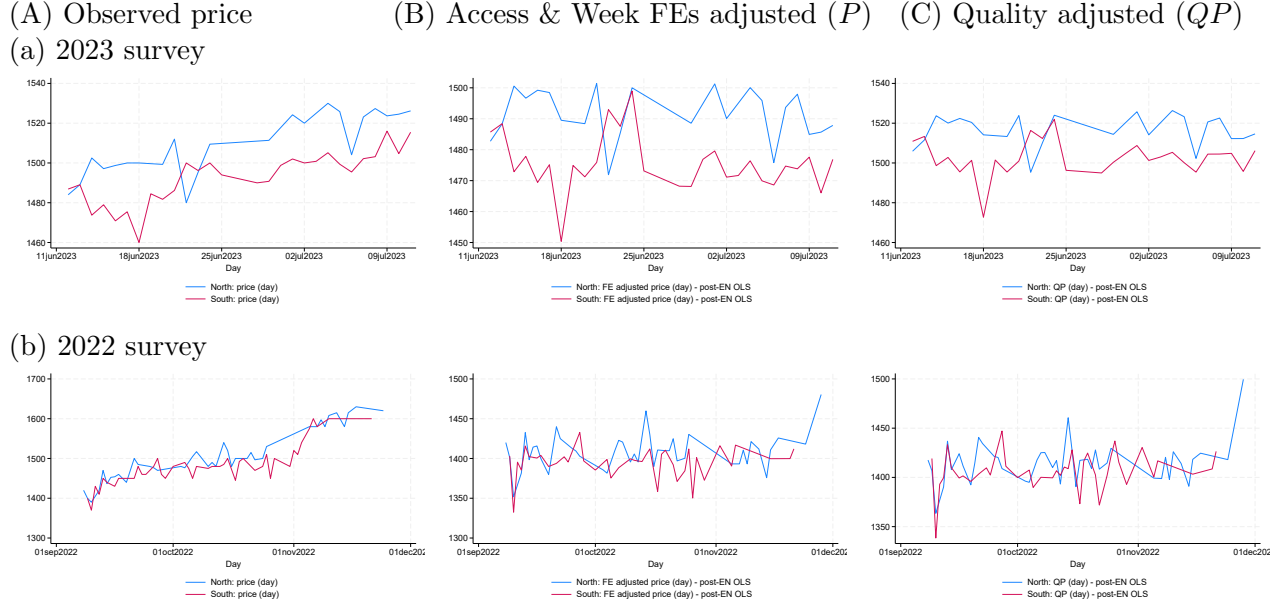 (A) Observed price (B) Access & Week FEs adjusted (P) (C) Quality adjusted (QP)
(a) 2023 survey
1540
1520
1500
1480
1460
11jun2023 18jun2023 25jun2023 02jul2023 09jul2023
Day
North: price (day)
South: price (day)
1500
1490
1480
1470
1460
1450
11jun2023 18jun2023 25jun2023 02jul2023 09jul2023
Day
North: FE adjusted price (day) - post-EN OLS
South: FE adjusted price (day) - post-EN OLS
1540
1520
1500
1480
1460
11jun2023 18jun2023 25jun2023 02jul2023 09jul2023
Day
North: QP (day) - post-EN OLS
South: QP (day) - post-EN OLS
(b) 2022 survey
1700
1600
1500
1400
1300
01sep2022 01oct2022 01nov2022 01dec202
Day
North: price (day)
South: price (day)
1500
1450
1400
1350
1300
01sep2022 01oct2022 01nov2022 01dec202
Day
North: FE adjusted price (day) - post-EN OLS
South: FE adjusted price (day) - post-EN OLS
1500
1450
1400
1350
01sep2022 01oct2022 01nov2022 01dec202
Day
North: QP (day) - post-EN OLS
South: QP (day) - post-EN OLS